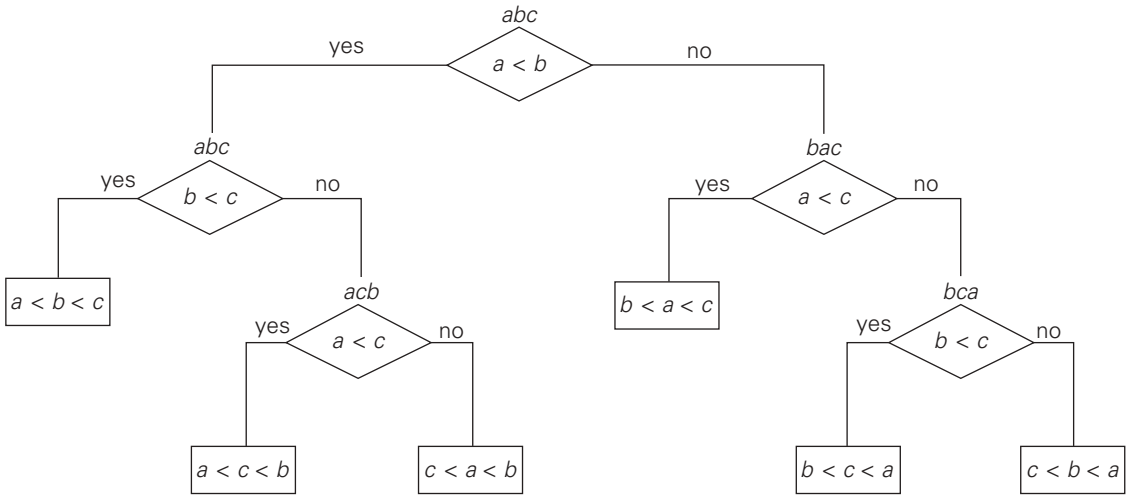 abc
yes
a < b
no
abc
bac
yes
b < c
no
yes
a < c
no
a < b < c
acb
b < a < c
bca
yes
a < c
no
yes
b < c
no
a < c < b
c < a < b
b < c < a
c < b < a